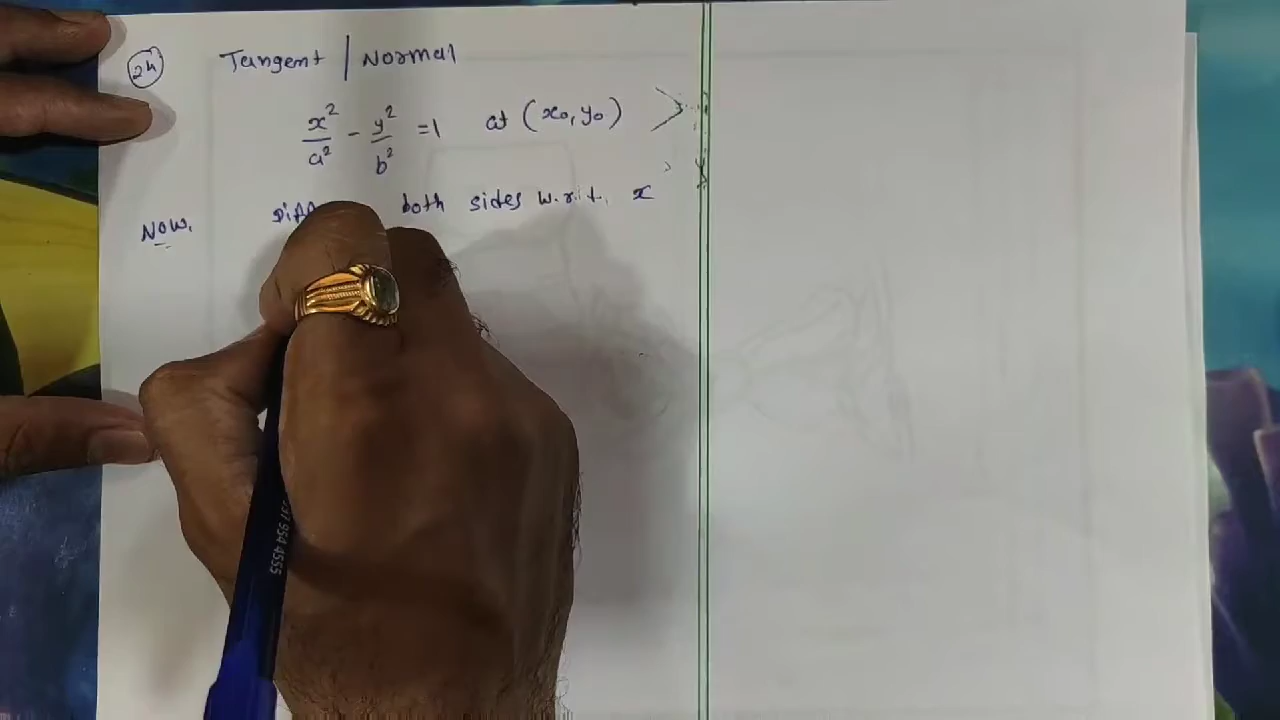 24 Tangent | Normal
x²/a² - y²/b² = 1 at (x₀, y₀)
Now, both sides w.r.t. x